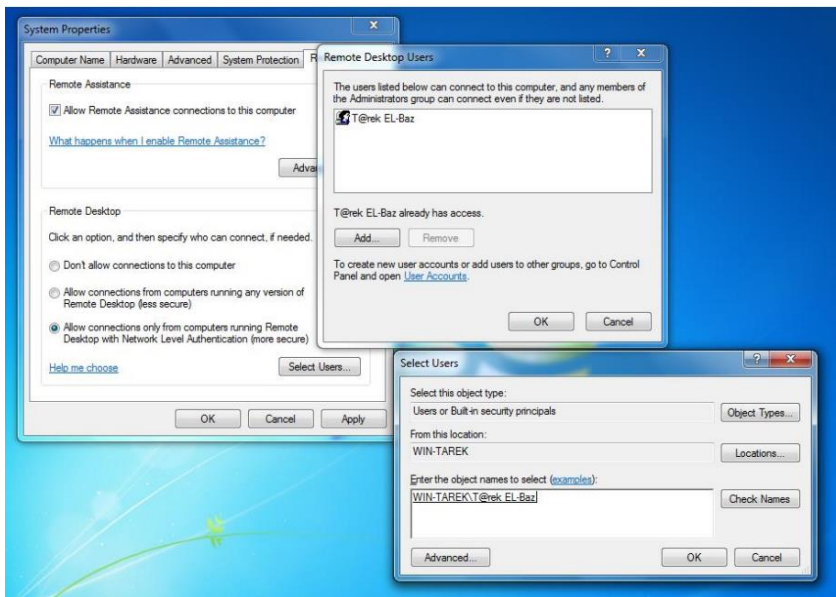 System Properties
Computer Name Hardware Advanced System Protection R
Remote Assistance
Allow Remote Assistance connections to this computer
What happens when I enable Remote Assistance?
Adva
Remote Desktop
Click an option, and then specify who can connect, if needed.
Don't allow connections to this computer
Allow connections from computers running any version of
Remote Desktop (less secure)
Allow connections only from computers running Remote
Desktop with Network Level Authentication (more secure)
Help me choose
Select Users...
OK Cancel Apply
Remote Desktop Users
The users listed below can connect to this computer, and any members of
the Administrators group can connect even if they are not listed.
T@rek EL-Baz
T@rek EL-Baz already has access.
Add... Remove
To create new user accounts or add users to other groups, go to Control
Panel and open User Accounts.
OK Cancel
Select Users
Select this object type:
Users or Built-in security principals
Object Types...
From this location:
WIN-TAREK
Locations...
Enter the object names to select (examples):
WIN-TAREK\T@rek EL-Baz
Check Names
Advanced...
OK Cancel